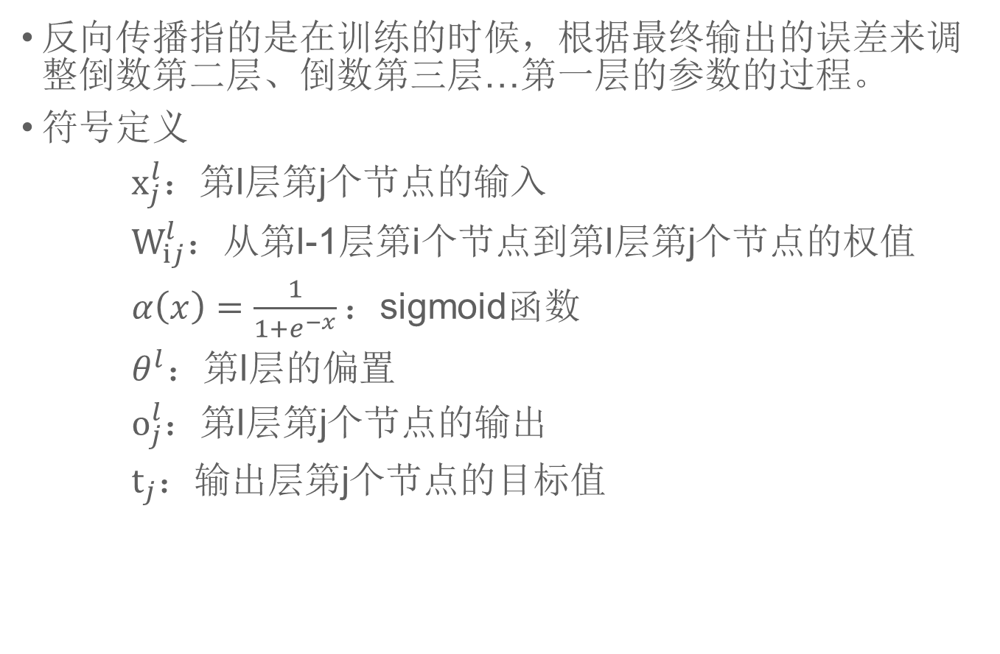 • 反向传播指的是在训练的时候，根据最终输出的误差来调
整倒数第二层、倒数第三层…第一层的参数的过程。
• 符号定义
x_j^l：第l层第j个节点的输入
W_{ij}^l：从第l-1层第i个节点到第l层第j个节点的权值
α(x) = 1/(1+e^{-x})：sigmoid函数
θ^l：第l层的偏置
o_j^l：第l层第j个节点的输出
t_j：输出层第j个节点的目标值